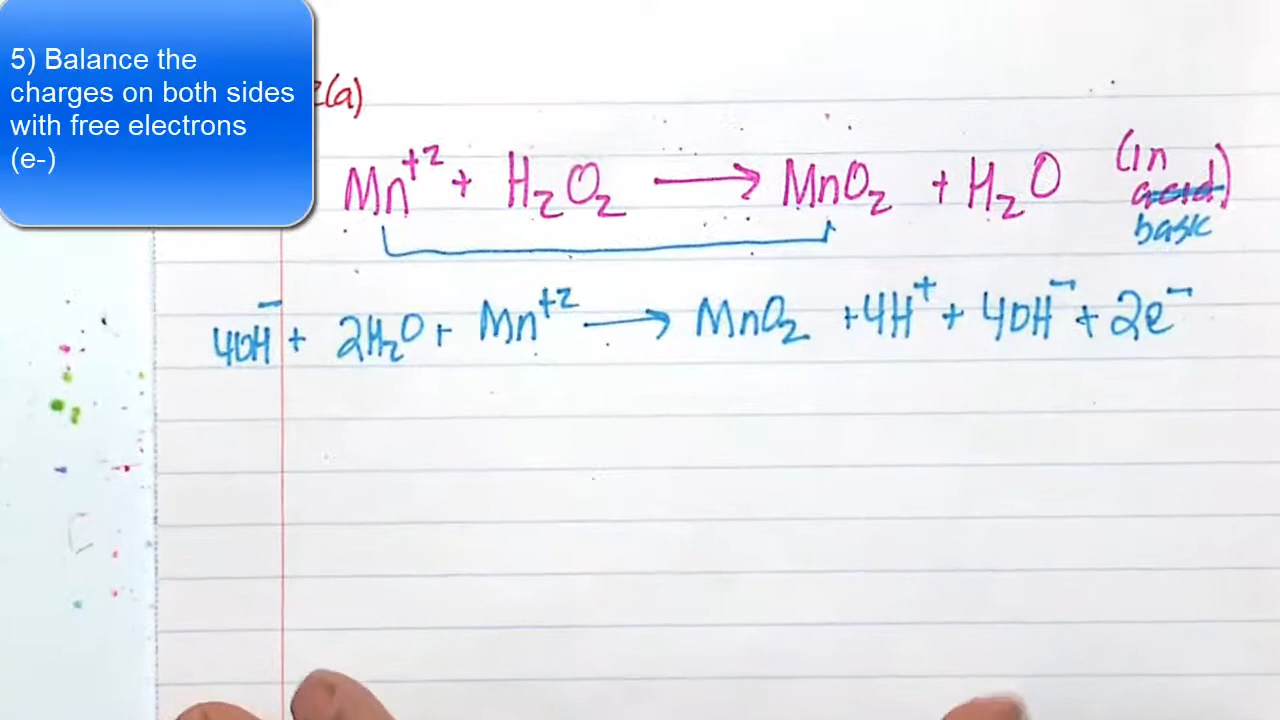 5) Balance the
charges on both sides
with free electrons
(e-)
(a)
Mn⁺² + H₂O₂ ⟶ MnO₂ + H₂O (in acid)
basic
4OH⁻ + 2H₂O + Mn⁺² ⟶ MnO₂ + 4H⁺ + 4OH⁻ + 2e⁻